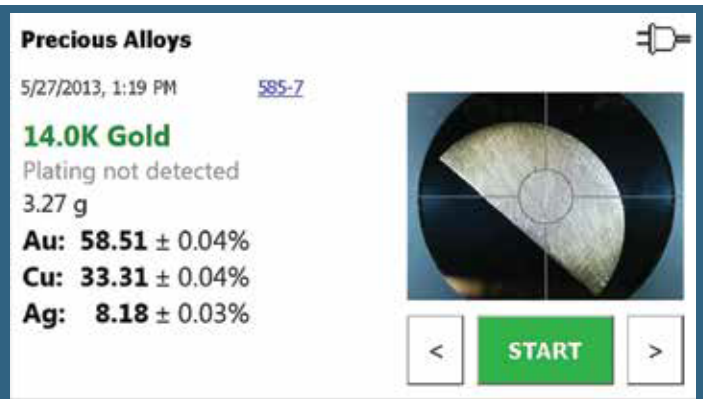 Precious Alloys
5/27/2013, 1:19 PM 585-7
14.0K Gold
Plating not detected
3.27 g
Au: 58.51 ± 0.04%
Cu: 33.31 ± 0.04%
Ag: 8.18 ± 0.03%
< START >